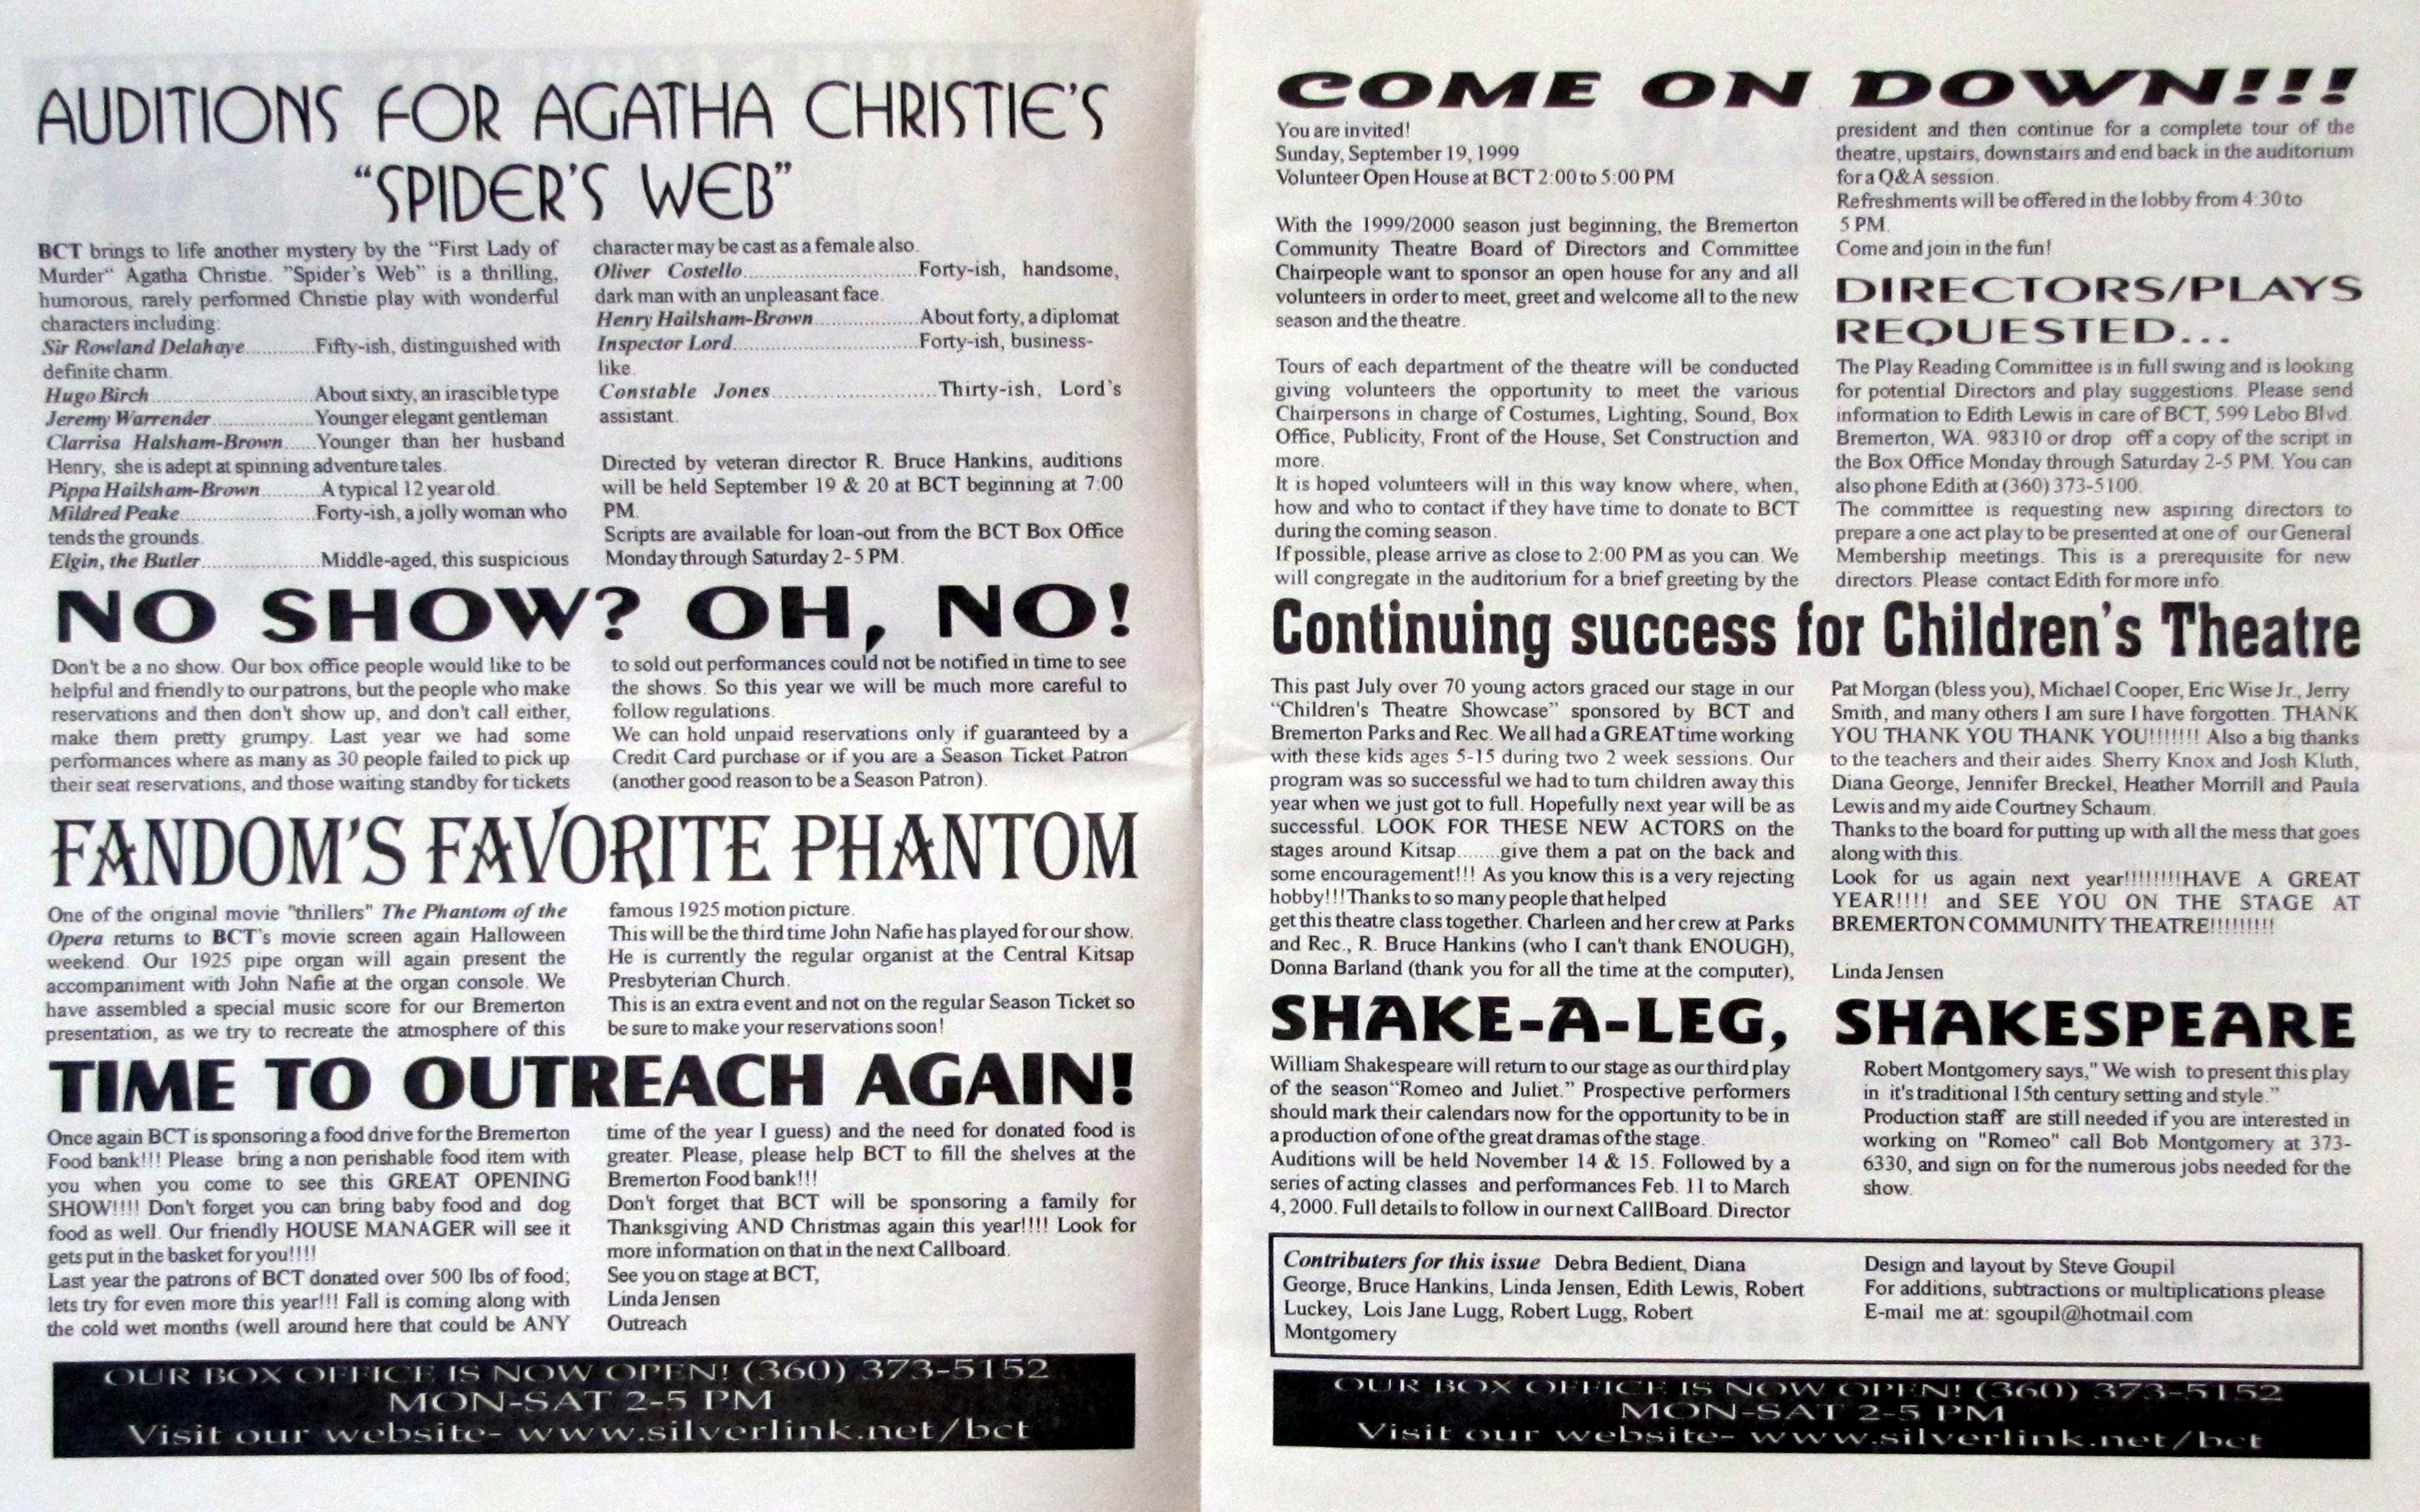 AUDITIONS FOR AGATHA CHRISTIE'S
"SPIDER'S WEB"
BCT brings to life another mystery by the "First Lady of
Murder" Agatha Christie. "Spider's Web" is a thrilling,
humorous, rarely performed Christie play with wonderful
characters including:
Sir Rowland Delahaye............Fifty-ish, distinguished with
definite charm.
Hugo Birch............................About sixty, an irascible type
Jeremy Warrender.................Younger elegant gentleman
Clarrisa Halsham-Brown......Younger than her husband
Henry, she is adept at spinning adventure tales.
Pippa Hailsham-Brown..........A typical 12 year old.
Mildred Peake.......................Forty-ish, a jolly woman who
tends the grounds.
Elgin, the Butler....................Middle-aged, this suspicious
character may be cast as a female also.
Oliver Costello..............................Forty-ish, handsome,
dark man with an unpleasant face.
Henry Hailsham-Brown..................About forty, a diplomat
Inspector Lord................................Forty-ish, business-
like.
Constable Jones............................Thirty-ish, Lord's
assistant.
Directed by veteran director R. Bruce Hankins, auditions
will be held September 19 & 20 at BCT beginning at 7:00
PM.
Scripts are available for loan-out from the BCT Box Office
Monday through Saturday 2- 5 PM.
NO SHOW? OH, NO!
Don't be a no show. Our box office people would like to be
helpful and friendly to our patrons, but the people who make
reservations and then don't show up, and don't call either,
make them pretty grumpy. Last year we had some
performances where as many as 30 people failed to pick up
their seat reservations, and those waiting standby for tickets
to sold out performances could not be notified in time to see
the shows. So this year we will be much more careful to
follow regulations.
We can hold unpaid reservations only if guaranteed by a
Credit Card purchase or if you are a Season Ticket Patron
(another good reason to be a Season Patron).
FANDOM'S FAVORITE PHANTOM
One of the original movie "thrillers" The Phantom of the
Opera returns to BCT's movie screen again Halloween
weekend. Our 1925 pipe organ will again present the
accompaniment with John Nafie at the organ console. We
have assembled a special music score for our Bremerton
presentation, as we try to recreate the atmosphere of this
famous 1925 motion picture.
This will be the third time John Nafie has played for our show.
He is currently the regular organist at the Central Kitsap
Presbyterian Church.
This is an extra event and not on the regular Season Ticket so
be sure to make your reservations soon!
TIME TO OUTREACH AGAIN!
Once again BCT is sponsoring a food drive for the Bremerton
Food bank!!! Please bring a non perishable food item with
you when you come to see this GREAT OPENING
SHOW!!!! Don't forget you can bring baby food and dog
food as well. Our friendly HOUSE MANAGER will see it
gets put in the basket for you!!!!
Last year the patrons of BCT donated over 500 lbs of food;
lets try for even more this year!!! Fall is coming along with
the cold wet months (well around here that could be ANY
time of the year I guess) and the need for donated food is
greater. Please, please help BCT to fill the shelves at the
Bremerton Food bank!!!
Don't forget that BCT will be sponsoring a family for
Thanksgiving AND Christmas again this year!!!! Look for
more information on that in the next Callboard.
See you on stage at BCT,
Linda Jensen
Outreach
OUR BOX OFFICE IS NOW OPEN! (360) 373-5152
MON-SAT 2-5 PM
Visit our website- www.silverlink.net/bct
COME ON DOWN!!!
You are invited!
Sunday, September 19, 1999
Volunteer Open House at BCT 2:00 to 5:00 PM
With the 1999/2000 season just beginning, the Bremerton
Community Theatre Board of Directors and Committee
Chairpeople want to sponsor an open house for any and all
volunteers in order to meet, greet and welcome all to the new
season and the theatre.
Tours of each department of the theatre will be conducted
giving volunteers the opportunity to meet the various
Chairpersons in charge of Costumes, Lighting, Sound, Box
Office, Publicity, Front of the House, Set Construction and
more.
It is hoped volunteers will in this way know where, when,
how and who to contact if they have time to donate to BCT
during the coming season.
If possible, please arrive as close to 2:00 PM as you can. We
will congregate in the auditorium for a brief greeting by the
president and then continue for a complete tour of the
theatre, upstairs, downstairs and end back in the auditorium
for a Q&A session.
Refreshments will be offered in the lobby from 4:30 to
5 PM.
Come and join in the fun!
DIRECTORS/PLAYS
REQUESTED...
The Play Reading Committee is in full swing and is looking
for potential Directors and play suggestions. Please send
information to Edith Lewis in care of BCT, 599 Lebo Blvd.
Bremerton, WA. 98310 or drop off a copy of the script in
the Box Office Monday through Saturday 2-5 PM. You can
also phone Edith at (360) 373-5100.
The committee is requesting new aspiring directors to
prepare a one act play to be presented at one of our General
Membership meetings. This is a prerequisite for new
directors. Please contact Edith for more info.
Continuing success for Children's Theatre
This past July over 70 young actors graced our stage in our
"Children's Theatre Showcase" sponsored by BCT and
Bremerton Parks and Rec. We all had a GREAT time working
with these kids ages 5-15 during two 2 week sessions. Our
program was so successful we had to turn children away this
year when we just got to full. Hopefully next year will be as
successful. LOOK FOR THESE NEW ACTORS on the
stages around Kitsap........give them a pat on the back and
some encouragement!!! As you know this is a very rejecting
hobby!!!Thanks to so many people that helped
get this theatre class together. Charleen and her crew at Parks
and Rec., R. Bruce Hankins (who I can't thank ENOUGH),
Donna Barland (thank you for all the time at the computer),
Pat Morgan (bless you), Michael Cooper, Eric Wise Jr., Jerry
Smith, and many others I am sure I have forgotten. THANK
YOU THANK YOU THANK YOU!!!!!!! Also a big thanks
to the teachers and their aides. Sherry Knox and Josh Kluth,
Diana George, Jennifer Breckel, Heather Morrill and Paula
Lewis and my aide Courtney Schaum.
Thanks to the board for putting up with all the mess that goes
along with this.
Look for us again next year!!!!!!!!HAVE A GREAT
YEAR!!!! and SEE YOU ON THE STAGE AT
BREMERTON COMMUNITY THEATRE!!!!!!!!!
Linda Jensen
SHAKE-A-LEG, SHAKESPEARE
William Shakespeare will return to our stage as our third play
of the season "Romeo and Juliet." Prospective performers
should mark their calendars now for the opportunity to be in
a production of one of the great dramas of the stage.
Auditions will be held November 14 & 15. Followed by a
series of acting classes and performances Feb. 11 to March
4, 2000. Full details to follow in our next CallBoard. Director
Robert Montgomery says," We wish to present this play
in it's traditional 15th century setting and style."
Production staff are still needed if you are interested in
working on "Romeo" call Bob Montgomery at 373-
6330, and sign on for the numerous jobs needed for the
show.
Contributers for this issue Debra Bedient, Diana
George, Bruce Hankins, Linda Jensen, Edith Lewis, Robert
Luckey, Lois Jane Lugg, Robert Lugg, Robert
Montgomery
Design and layout by Steve Goupil
For additions, subtractions or multiplications please
E-mail me at: sgoupil@hotmail.com
OUR BOX OFFICE IS NOW OPEN! (360) 373-5152
MON-SAT 2-5 PM
Visit our website- www.silverlink.net/bct